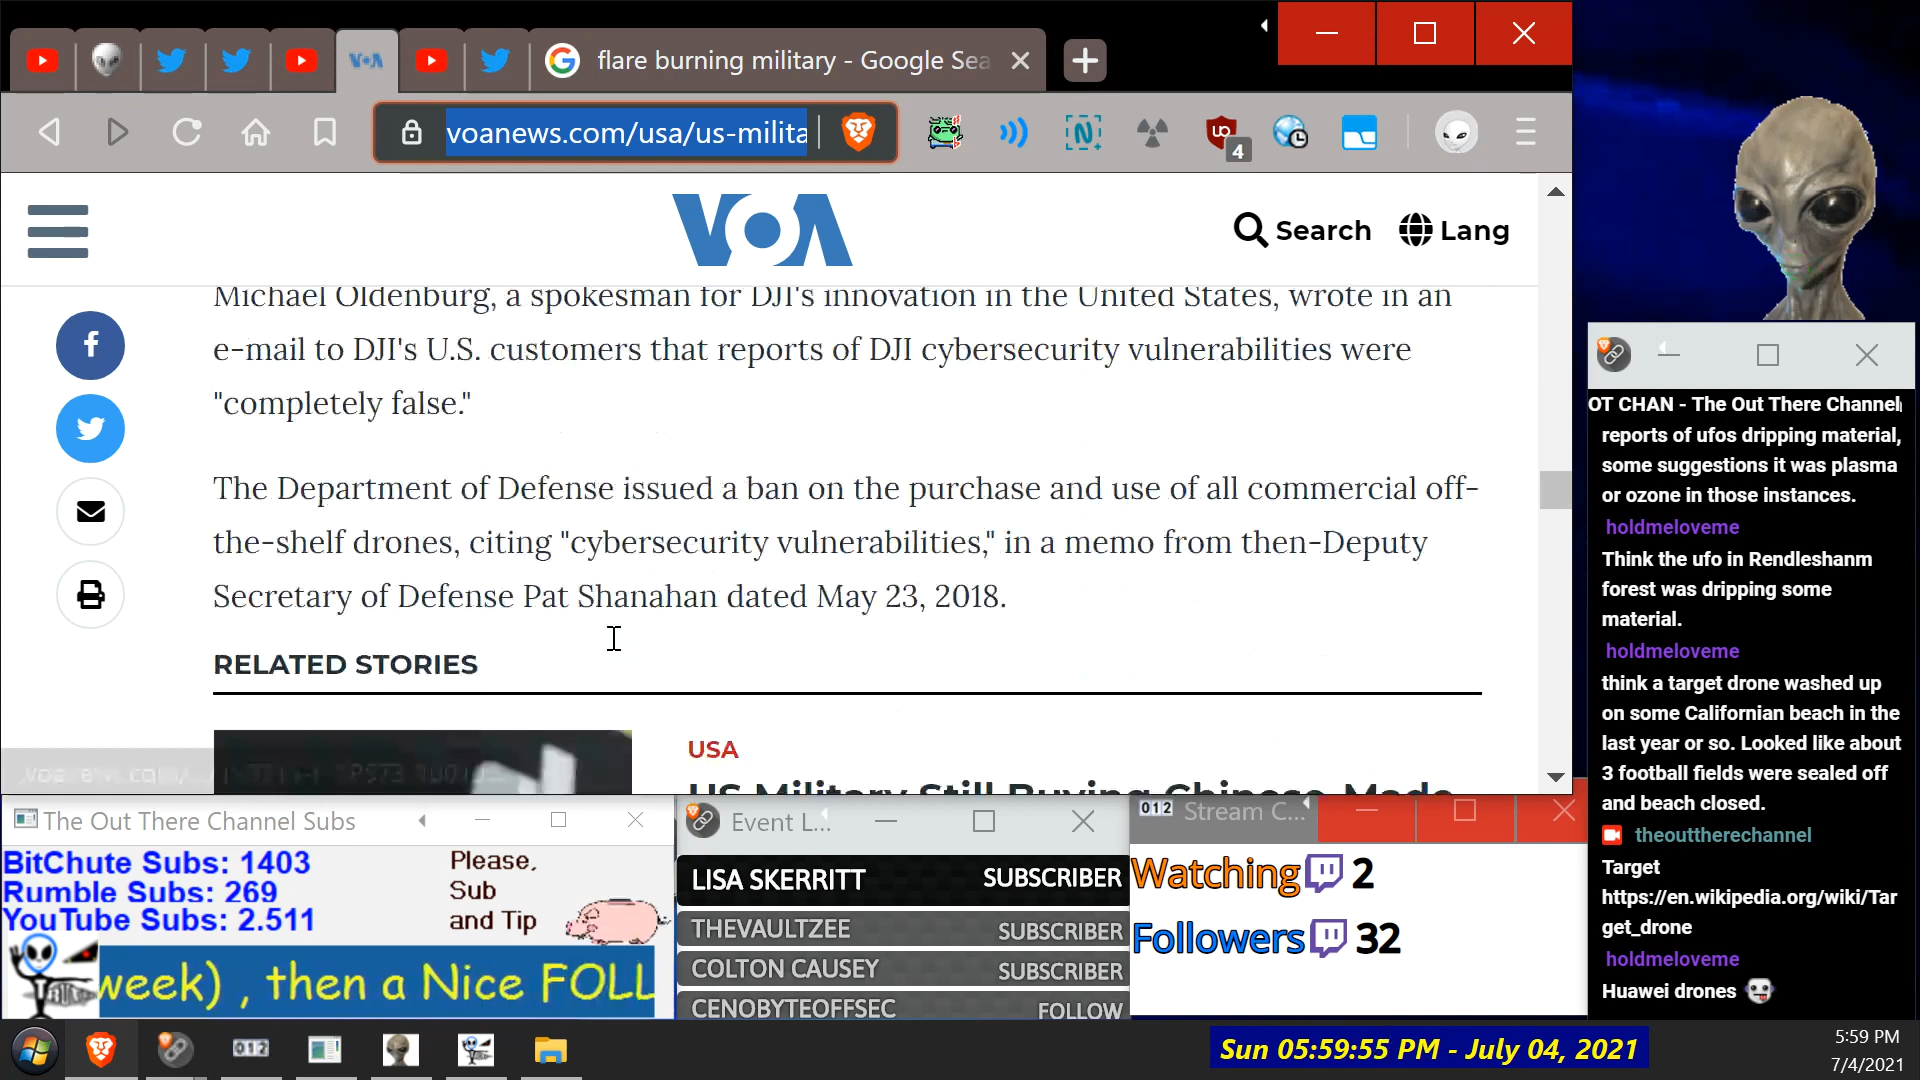 flare burning military - Google Sea
voanews.com/usa/us-milita
4
VOA
Search
Lang
Michael Oldenburg, a spokesman for DJI's innovation in the United States, wrote in an
e-mail to DJI's U.S. customers that reports of DJI cybersecurity vulnerabilities were
"completely false."
The Department of Defense issued a ban on the purchase and use of all commercial off-
the-shelf drones, citing "cybersecurity vulnerabilities," in a memo from then-Deputy
Secretary of Defense Pat Shanahan dated May 23, 2018.
RELATED STORIES
USA
US Military Still Buying Chinese-Made
OT CHAN - The Out There Channel
reports of ufos dripping material,
some suggestions it was plasma
or ozone in those instances.
holdmeloveme
Think the ufo in Rendleshanm
forest was dripping some
material.
holdmeloveme
think a target drone washed up
on some Californian beach in the
last year or so. Looked like about
3 football fields were sealed off
and beach closed.
theouttherechannel
Target
https://en.wikipedia.org/wiki/Tar
get_drone
holdmeloveme
Huawei drones
The Out There Channel Subs
BitChute Subs: 1403
Rumble Subs: 269
YouTube Subs: 2.511
Please,
Sub
and Tip
week) , then a Nice FOLL
Event L...
LISA SKERRITT SUBSCRIBER
THEVAULTZEE SUBSCRIBER
COLTON CAUSEY SUBSCRIBER
CENOBYTEOFFSEC FOLLOW
012 Stream C...
Watching 2
Followers 32
012
Sun 05:59:55 PM - July 04, 2021
5:59 PM
7/4/2021